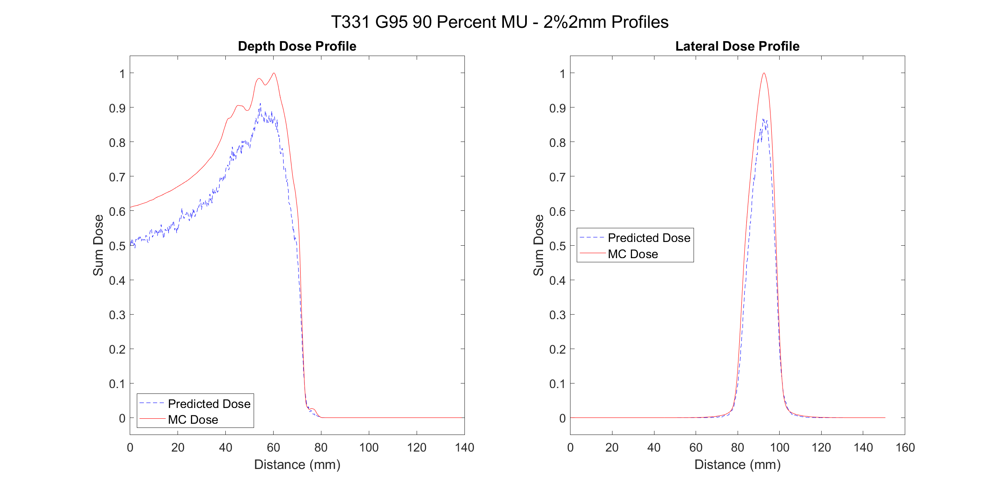 T331 G95 90 Percent MU - 2%2mm Profiles
Depth Dose Profile
Sum Dose
1
0.9
0.8
0.7
0.6
0.5
0.4
0.3
0.2
0.1
0
Predicted Dose
MC Dose
0 20 40 60 80 100 120 140
Distance (mm)
Lateral Dose Profile
Sum Dose
1
0.9
0.8
0.7
0.6
0.5
0.4
0.3
0.2
0.1
0
Predicted Dose
MC Dose
0 20 40 60 80 100 120 140 160
Distance (mm)